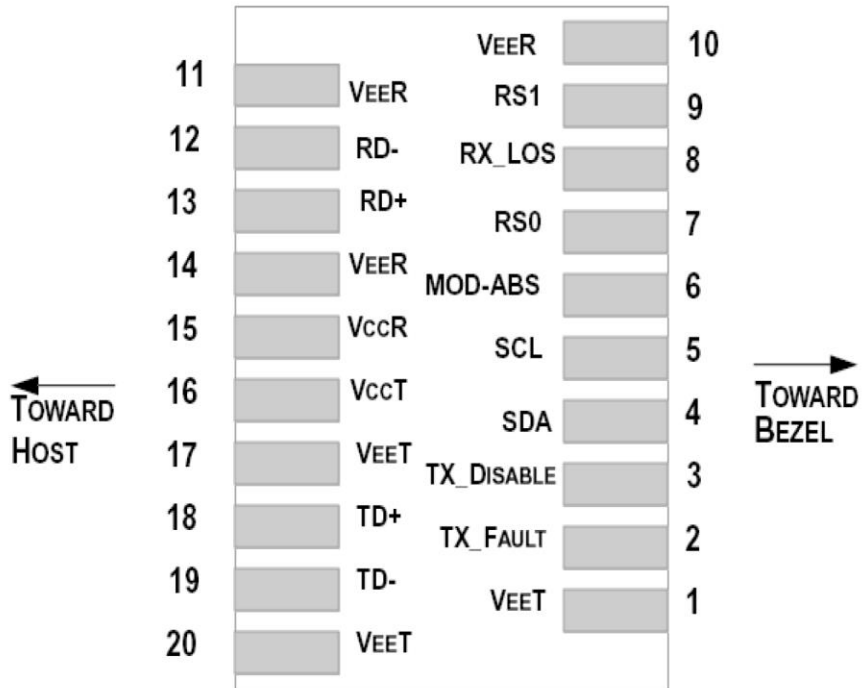 VEER 10
11 VEER
RS1 9
12 RD-
RX_LOS 8
13 RD+
RS0 7
14 VEER
MOD-ABS 6
15 VCCR
SCL 5
16 VCCT
SDA 4
17 VEET
TX_DISABLE 3
18 TD+
TX_FAULT 2
19 TD-
VEET 1
20 VEET
TOWARD
HOST
TOWARD
BEZEL